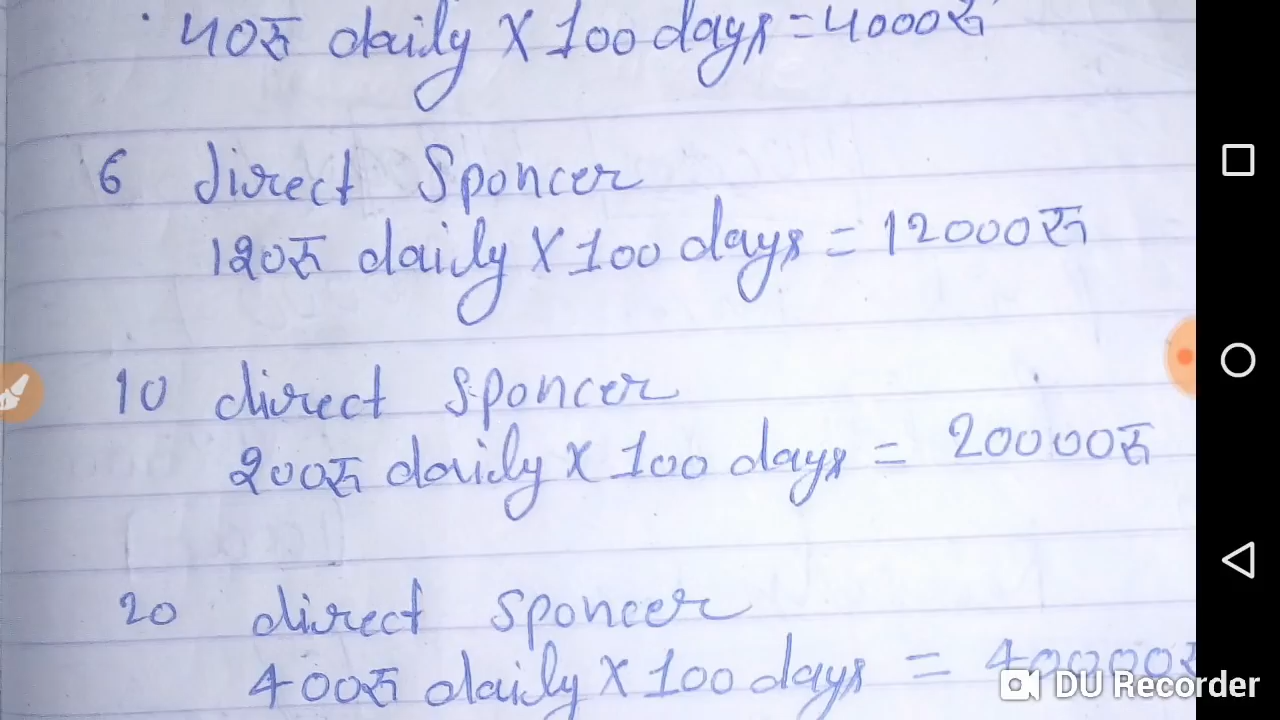 40रु daily X 100 days = 4000रु
6 direct Sponcer
120रु daily X 100 days = 12000रु
10 direct Sponcer
200रु daily X 100 days = 20000रु
20 direct Sponcer
400रु daily X 100 days = 40000रु
DU Recorder